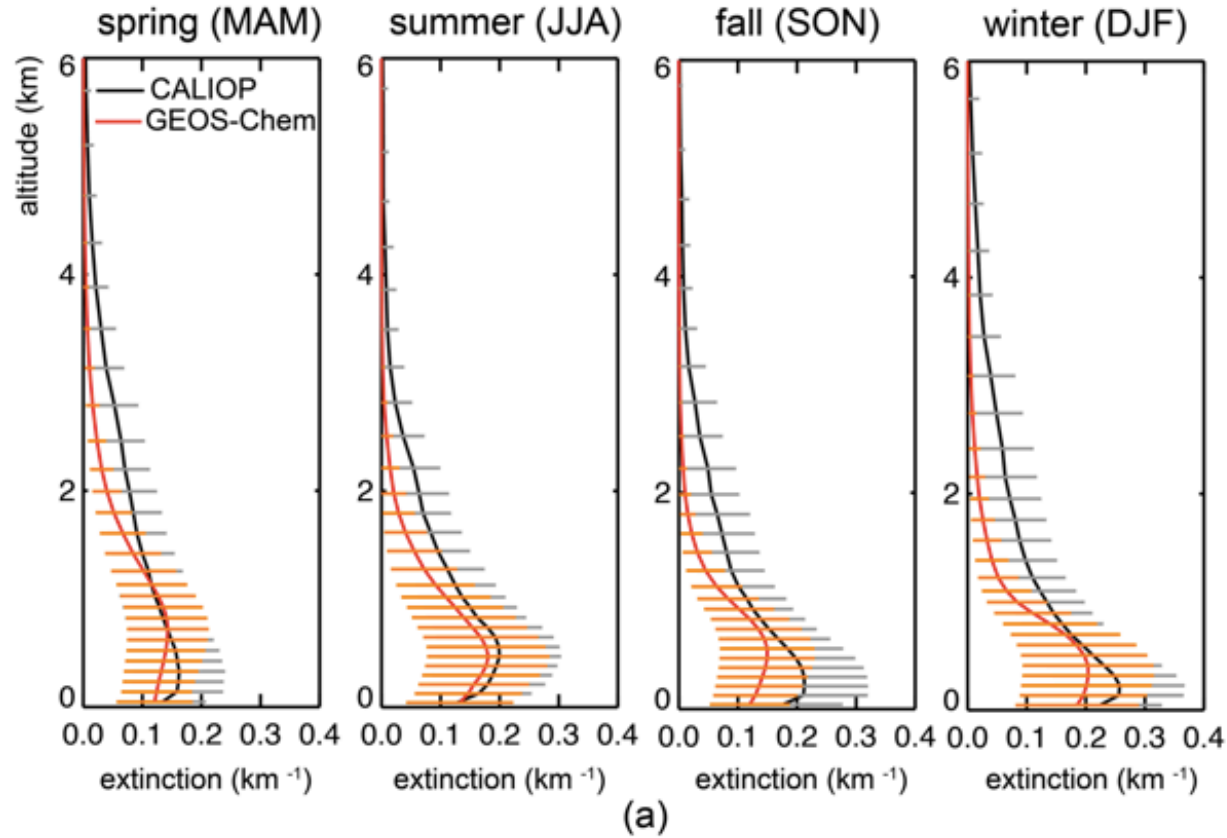 spring (MAM) summer (JJA) fall (SON) winter (DJF)
6 6 6 6
CALIOP
GEOS-Chem
altitude (km)
4 4 4 4
2 2 2 2
0 0 0 0
0.0 0.1 0.2 0.3 0.4 0.0 0.1 0.2 0.3 0.4 0.0 0.1 0.2 0.3 0.4 0.0 0.1 0.2 0.3 0.4
extinction (km -1) extinction (km -1) extinction (km -1) extinction (km -1)
(a)